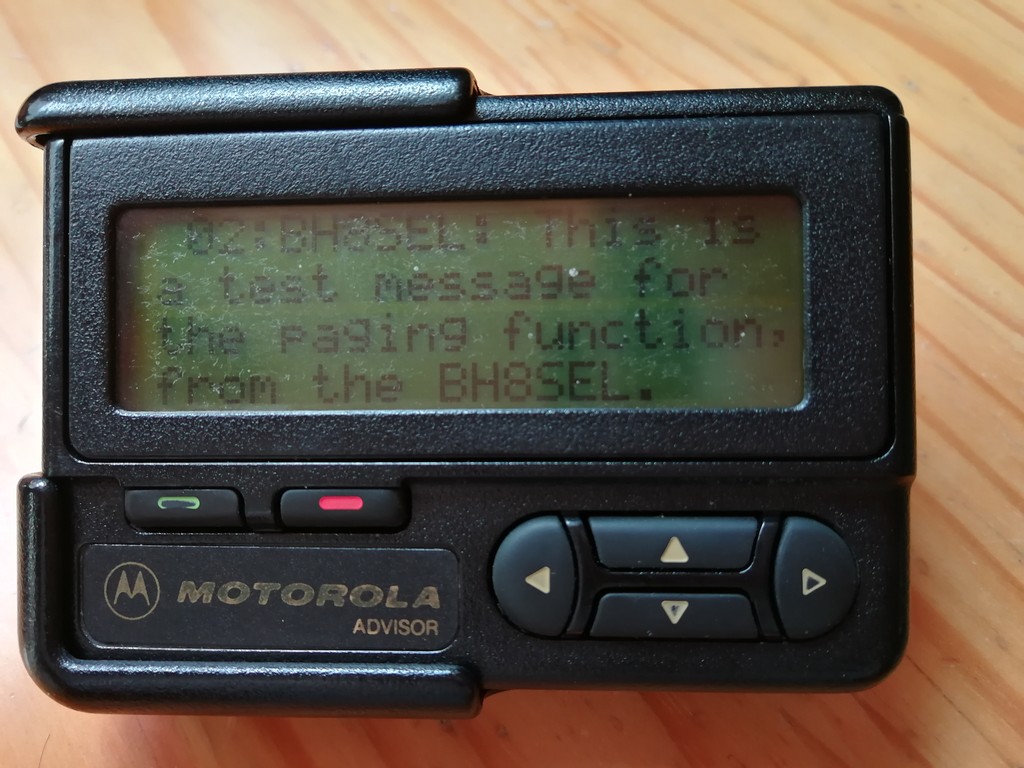 02:BH8SEL: This is
a test message for
the paging function,
from the BH8SEL.
MOTOROLA
ADVISOR